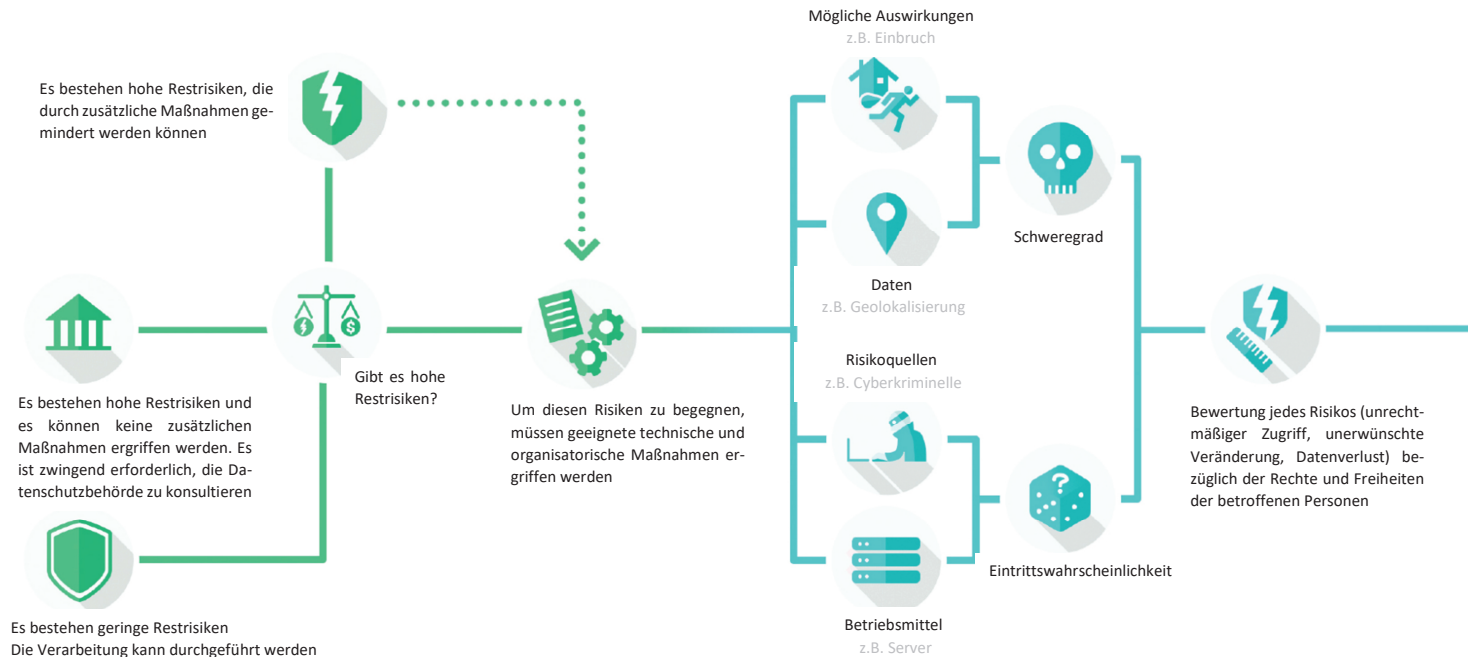 Mögliche Auswirkungen
z.B. Einbruch
Es bestehen hohe Restrisiken, die
durch zusätzliche Maßnahmen ge-
mindert werden können
Schweregrad
Daten
z.B. Geolokalisierung
Risikoquellen
z.B. Cyberkriminelle
Gibt es hohe
Restrisiken?
Es bestehen hohe Restrisiken und
es können keine zusätzlichen
Maßnahmen ergriffen werden. Es
ist zwingend erforderlich, die Da-
tenschutzbehörde zu konsultieren
Um diesen Risiken zu begegnen,
müssen geeignete technische und
organisatorische Maßnahmen er-
griffen werden
Bewertung jedes Risikos (unrecht-
mäßiger Zugriff, unerwünschte
Veränderung, Datenverlust) be-
züglich der Rechte und Freiheiten
der betroffenen Personen
$
?
Eintrittswahrscheinlichkeit
Es bestehen geringe Restrisiken
Die Verarbeitung kann durchgeführt werden
Betriebsmittel
z.B. Server